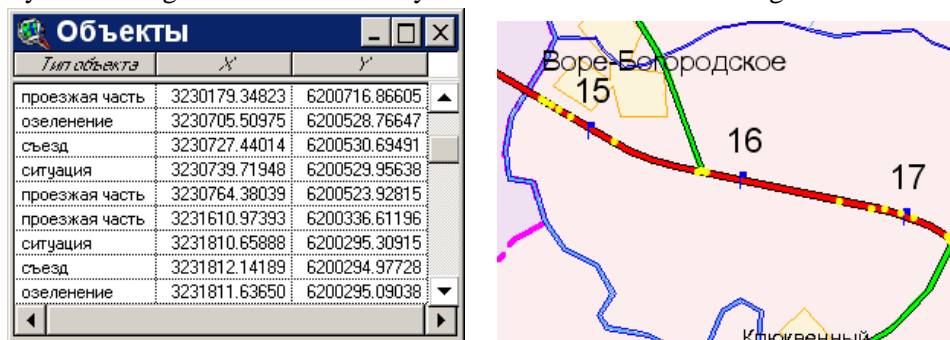 Объекты
Тип объекта X Y
проезжая часть 3230179.34823 6200716.86605
озеленение 3230705.50975 6200528.76647
съезд 3230727.44014 6200530.69491
ситуация 3230739.71948 6200529.95638
проезжая часть 3230764.38039 6200523.92815
проезжая часть 3231610.97393 6200336.61196
ситуация 3231810.65888 6200295.30915
съезд 3231812.14189 6200294.97728
озеленение 3231811.63650 6200295.09038
Воре-Богородское
15
16
17
Клюквенный